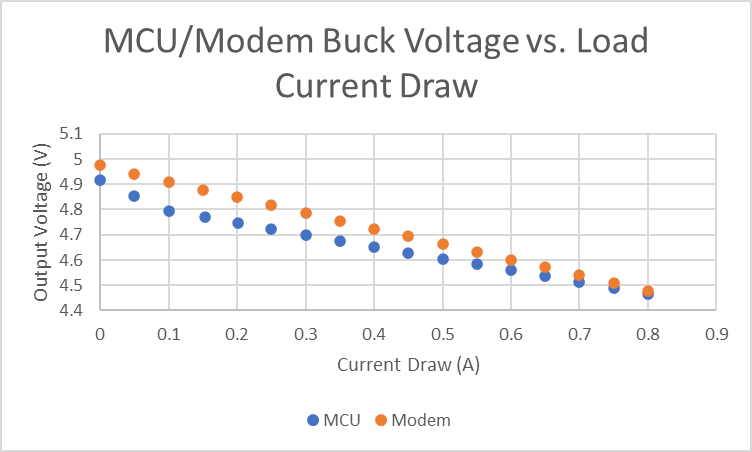 MCU/Modem Buck Voltage vs. Load
Current Draw
Output Voltage (V)
5.1
5
4.9
4.8
4.7
4.6
4.5
4.4
0 0.1 0.2 0.3 0.4 0.5 0.6 0.7 0.8 0.9
Current Draw (A)
MCU Modem